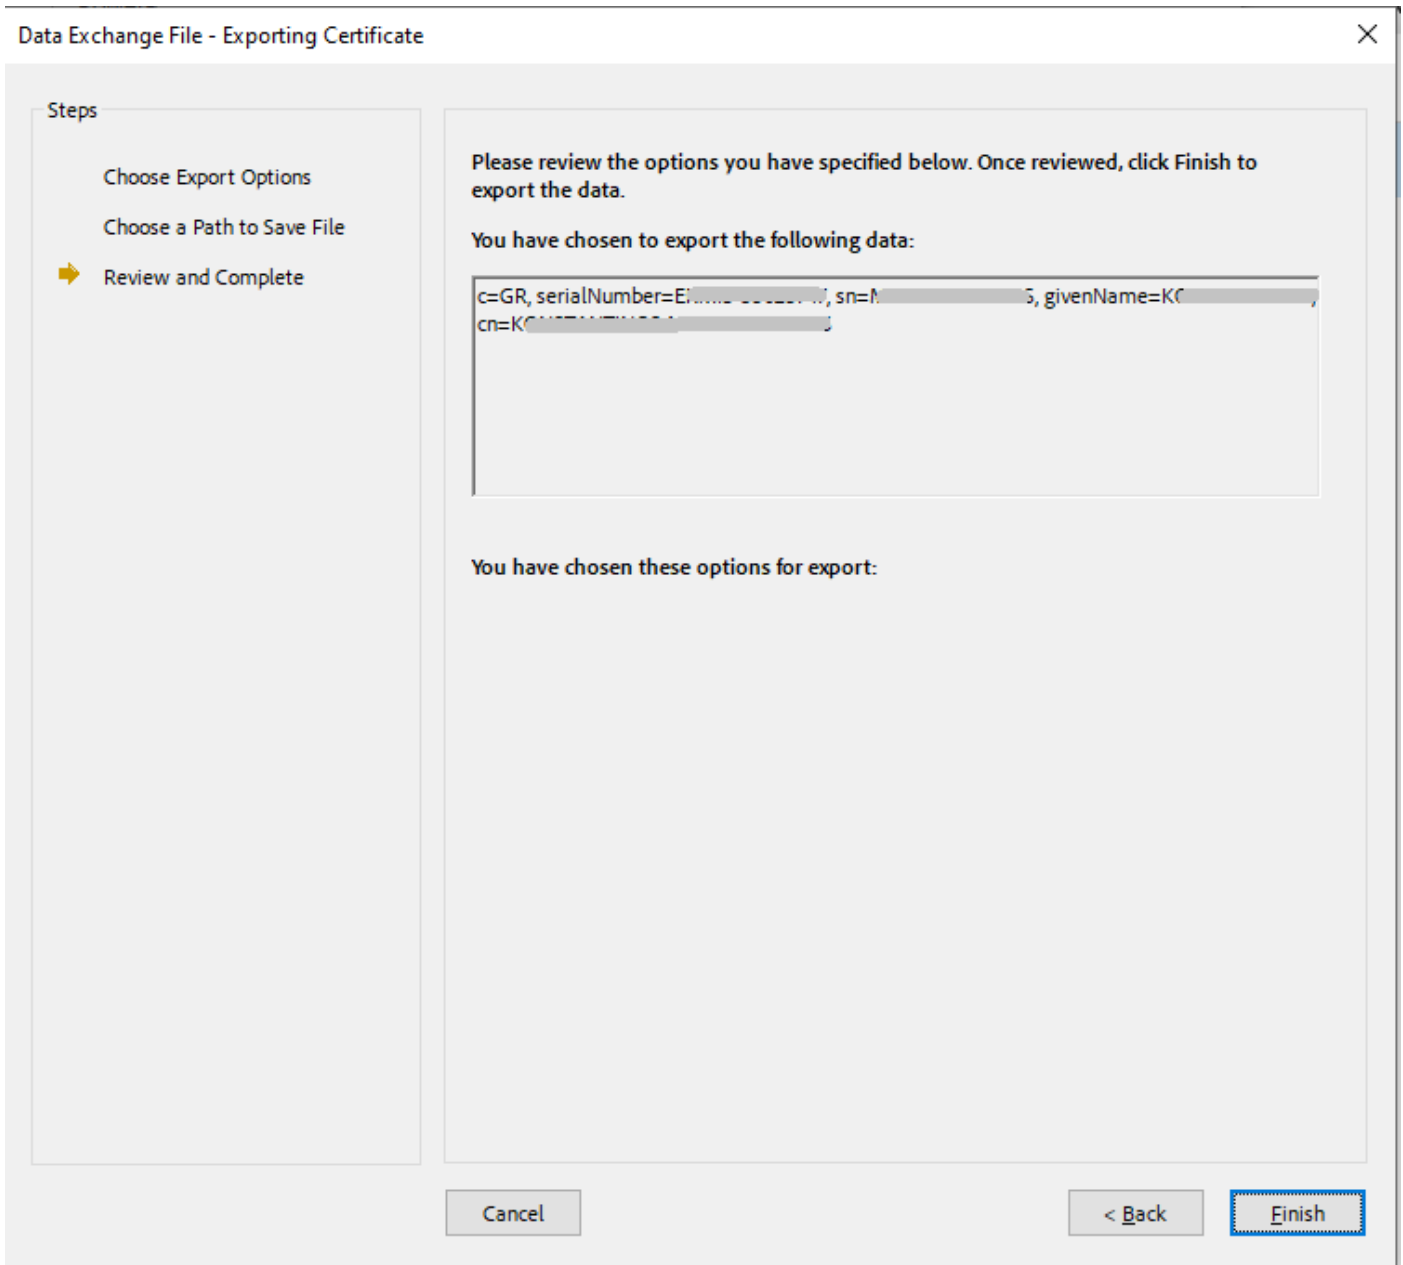 Data Exchange File - Exporting Certificate
Steps
Choose Export Options
Choose a Path to Save File
Review and Complete
Please review the options you have specified below. Once reviewed, click Finish to
export the data.
You have chosen to export the following data:
c=GR, serialNumber= , sn= , givenName= ,
cn=
You have chosen these options for export:
Cancel
< Back
Finish